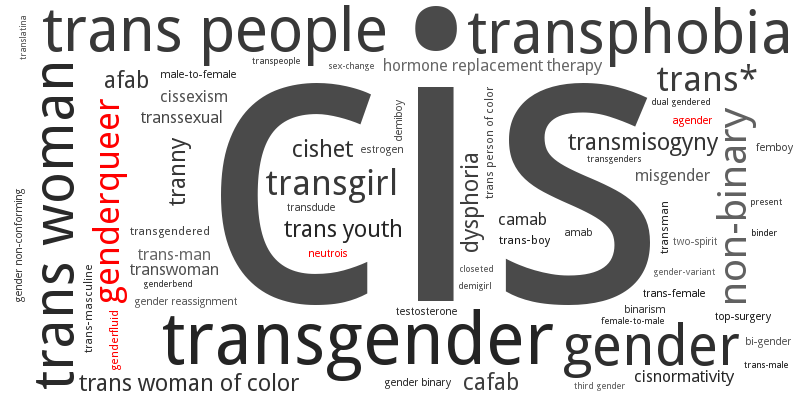 translatina
trans people
transphobia
transpeople
sex-change
hormone replacement therapy
trans woman
afab
male-to-female
cissexism
transsexual
genderqueer
tranny
cis
cishet
estrogen
demiboy
transgirl
transdude
trans youth
neutrois
dysphoria
trans person of color
trans*
dual gendered
agender
transmisogyny
transgenders
misgender
non-binary
femboy
present
binder
camab
trans-boy
amab
transman
two-spirit
closeted
demigirl
gender-variant
gender non-conforming
transgendered
trans-man
transwoman
genderbend
gender reassignment
trans-masculine
genderfluid
trans-female
testosterone
binarism
female-to-male
top-surgery
transgender
gender
bi-gender
trans-male
trans woman of color
gender binary
cafab
third gender
cisnormativity